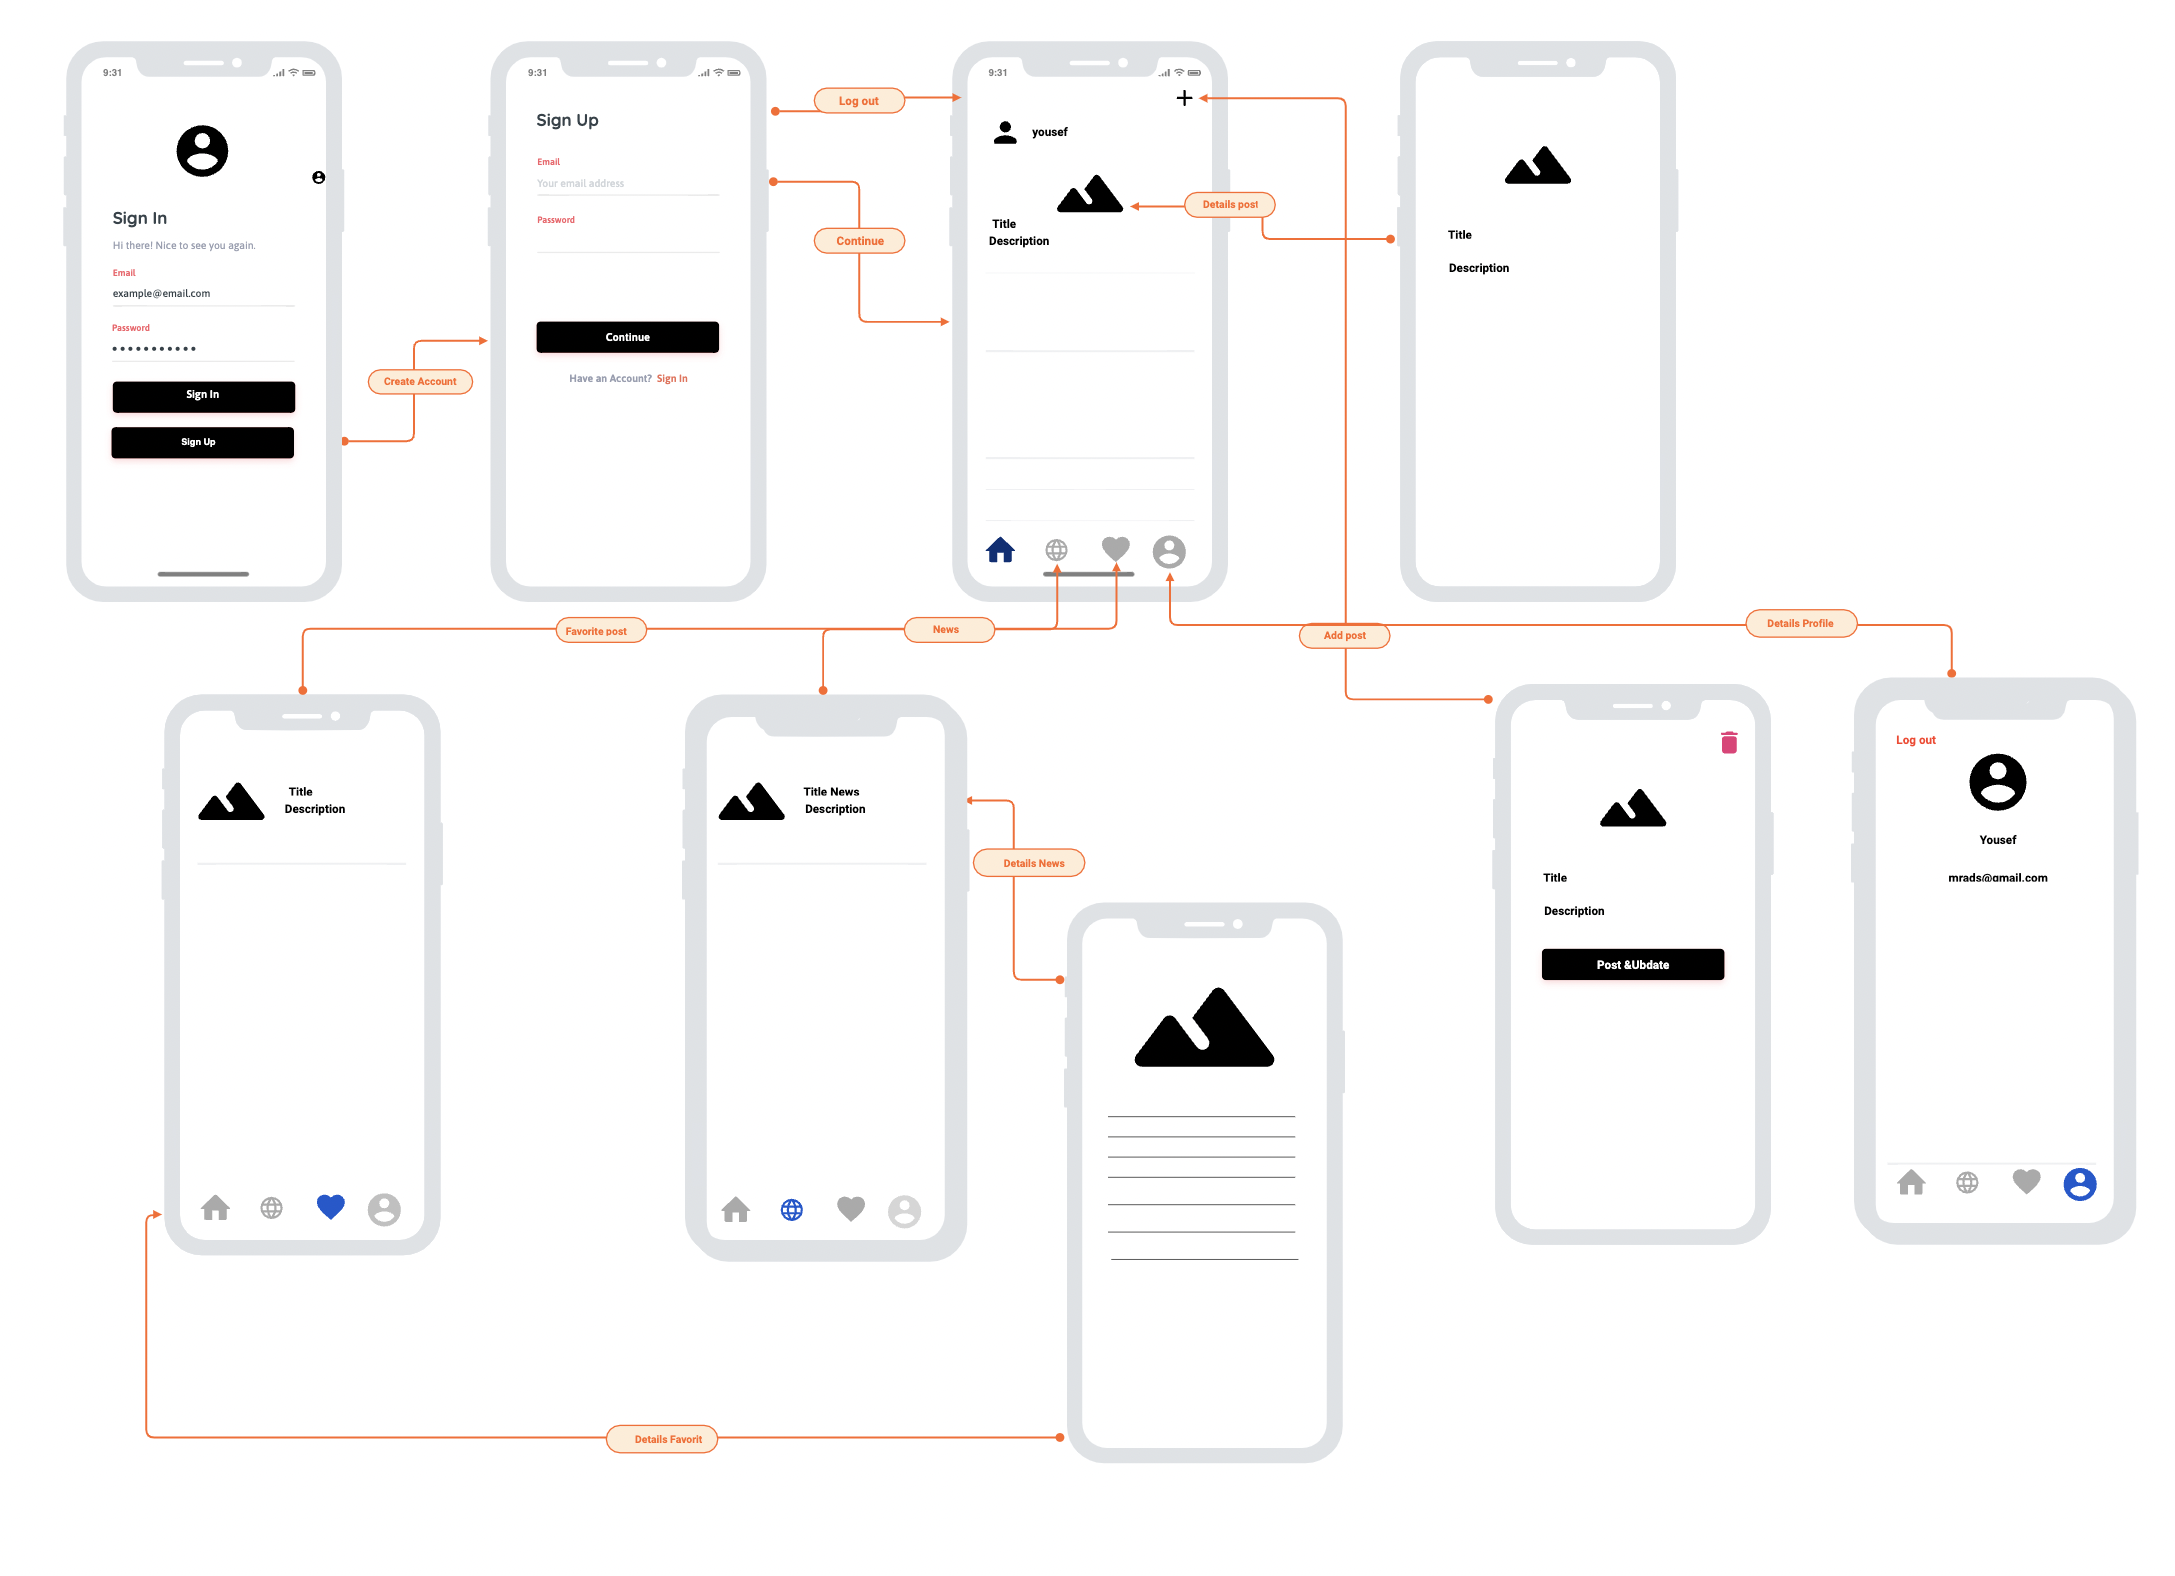 9:31
Sign In
Hi there! Nice to see you again.
Email
example@email.com
Password
Sign In
Sign Up
Create Account
9:31
Sign Up
Email
Your email address
Password
Continue
Have an Account? Sign In
Log out
Continue
9:31
yousef
Title
Description
Details post
Title
Description
Favorite post
News
Add post
Details Profile
Title
Description
Title News
Description
Details News
Title
Description
Post &Ubdate
Log out
Yousef
mrads@gmail.com
Details Favorit